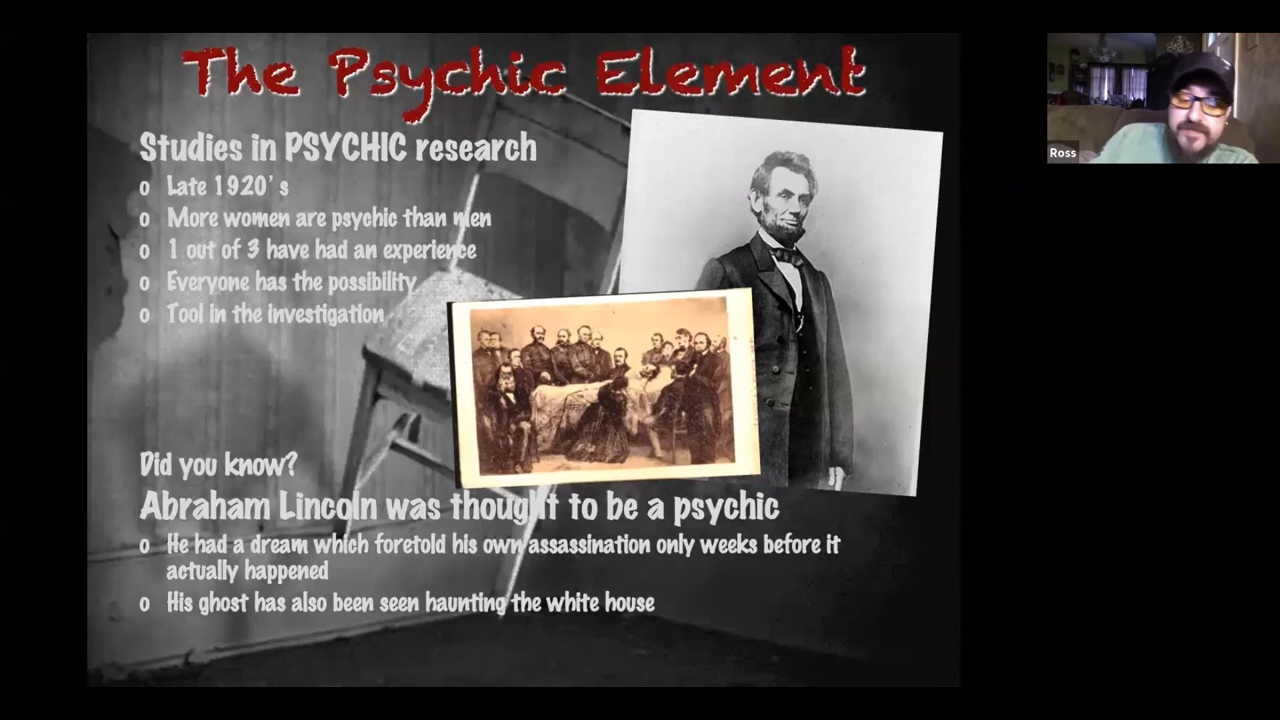 The Psychic Element
Studies in PSYCHIC research
o Late 1920's
o More women are psychic than men
o 1 out of 3 have had an experience
o Everyone has the possibility
o Tool in the investigation
Did you know?
Abraham Lincoln was thought to be a psychic
o He had a dream which foretold his own assassination only weeks before it
actually happened
o His ghost has also been seen haunting the white house
Ross